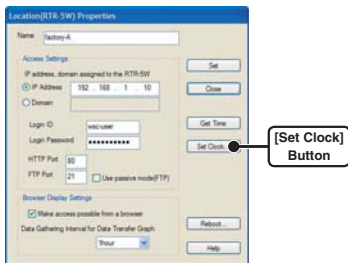 Location(RTR-5W) Properties
Name factory-A
Access Settings
IP address, domain assigned to the RTR-5W
IP Address 192 . 168 . 1 . 10
Domain
Login ID wsc-user
Login Password **********
HTTP Port 80
FTP Port 21 Use passive mode(FTP)
Browser Display Settings
Make access possible from a browser
Data Gathering Interval for Data Transfer Graph
1hour
Set
Close
Get Time
Set Clock...
Reboot...
Help
[Set Clock]
Button